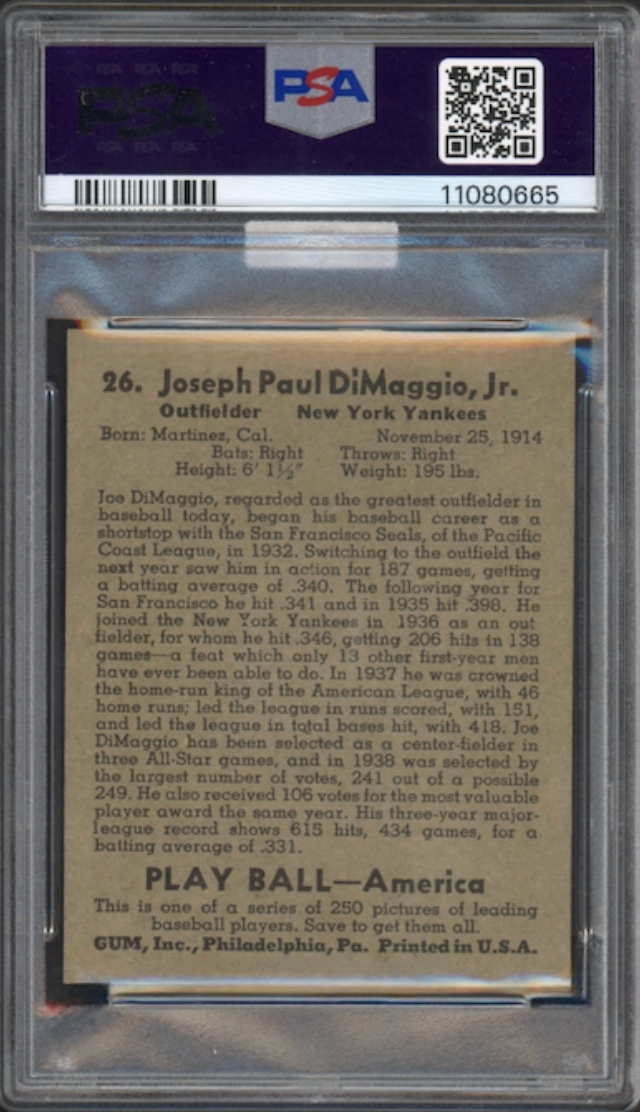 PSA PSA PSA
PSA
PSA PSA PSA
PSA
11080665
26. Joseph Paul DiMaggio, Jr.
Outfielder New York Yankees
Born: Martinez, Cal. November 25, 1914
Bats: Right Throws: Right
Height: 6' 1½" Weight: 195 lbs.
Joe DiMaggio, regarded as the greatest outfielder in
baseball today, began his baseball career as a
shortstop with the San Francisco Seals, of the Pacific
Coast League, in 1932. Switching to the outfield the
next year saw him in action for 187 games, getting
a batting average of .340. The following year for
San Francisco he hit .341 and in 1935 hit .398. He
joined the New York Yankees in 1936 as an out
fielder, for whom he hit .346, getting 206 hits in 138
games—a feat which only 13 other first-year men
have ever been able to do. In 1937 he was crowned
the home-run king of the American League, with 46
home runs; led the league in runs scored, with 151,
and led the league in total bases hit, with 418. Joe
DiMaggio has been selected as a center-fielder in
three All-Star games, and in 1938 was selected by
the largest number of votes, 241 out of a possible
249. He also received 106 votes for the most valuable
player award the same year. His three-year major-
league record shows 615 hits, 434 games, for a
batting average of .331.
PLAY BALL—America
This is one of a series of 250 pictures of leading
baseball players. Save to get them all.
GUM, Inc., Philadelphia, Pa. Printed in U.S.A.